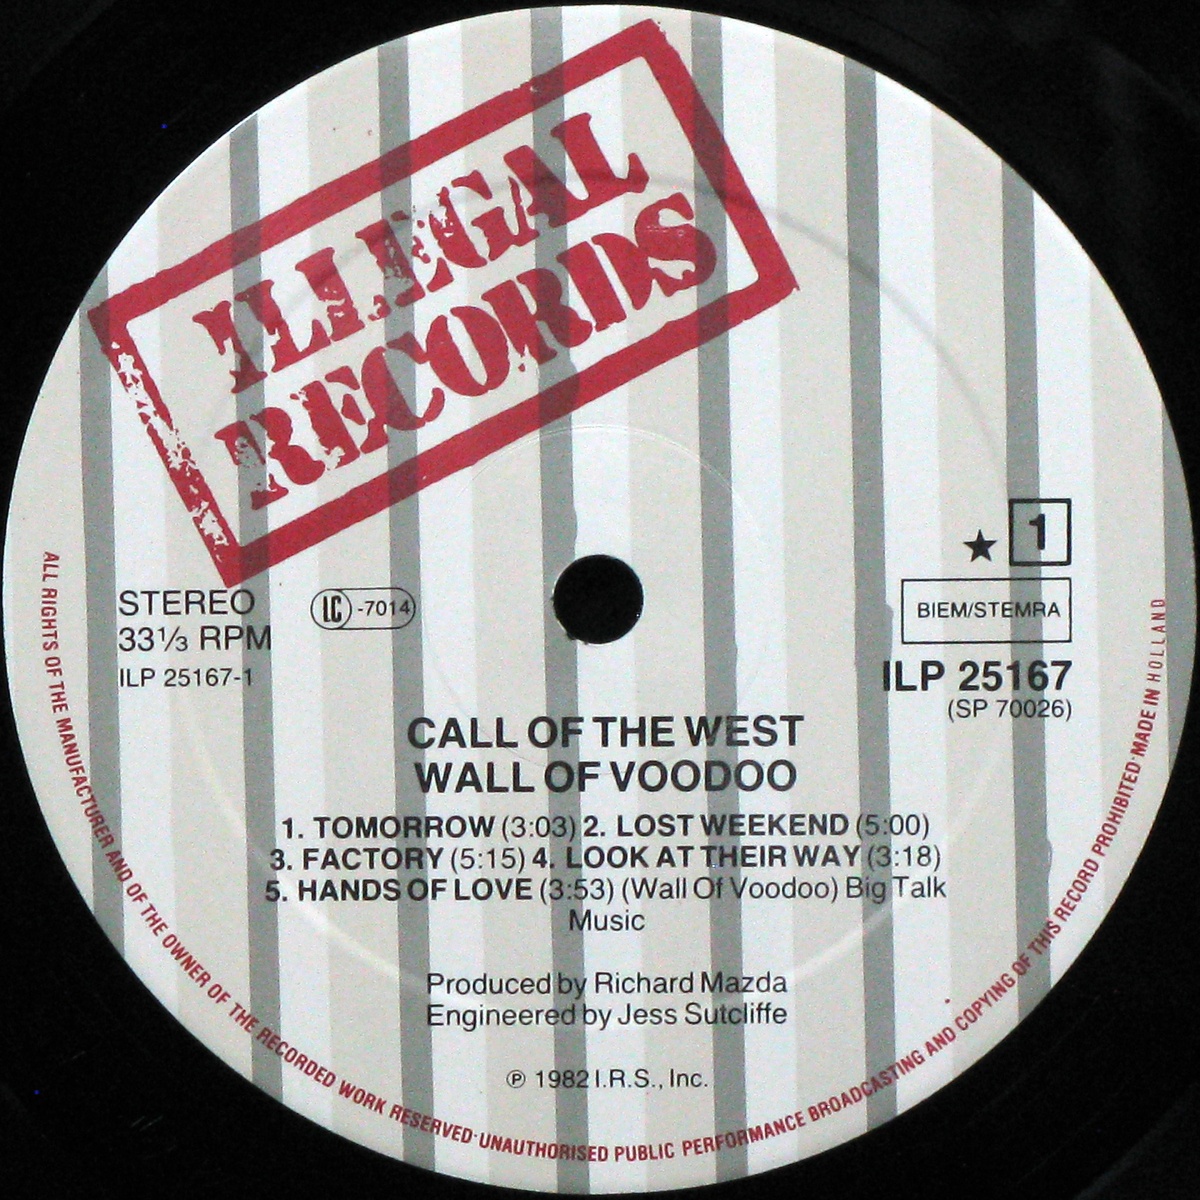 ILLEGAL
RECORDS
★ 1
STEREO
33⅓ RPM
ILP 25167-1
LC -7014
BIEM/STEMRA
ILP 25167
(SP 70026)
CALL OF THE WEST
WALL OF VOODOO
1. TOMORROW (3:03) 2. LOST WEEKEND (5:00)
3. FACTORY (5:15) 4. LOOK AT THEIR WAY (3:18)
5. HANDS OF LOVE (3:53) (Wall Of Voodoo) Big Talk
Music
Produced by Richard Mazda
Engineered by Jess Sutcliffe
℗ 1982 I.R.S., Inc.
ALL RIGHTS OF THE MANUFACTURER AND OF THE OWNER OF THE RECORDED WORK RESERVED·UNAUTHORISED PUBLIC PERFORMANCE BROADCASTING AND COPYING OF THIS RECORD PROHIBITED·MADE IN HOLLAND